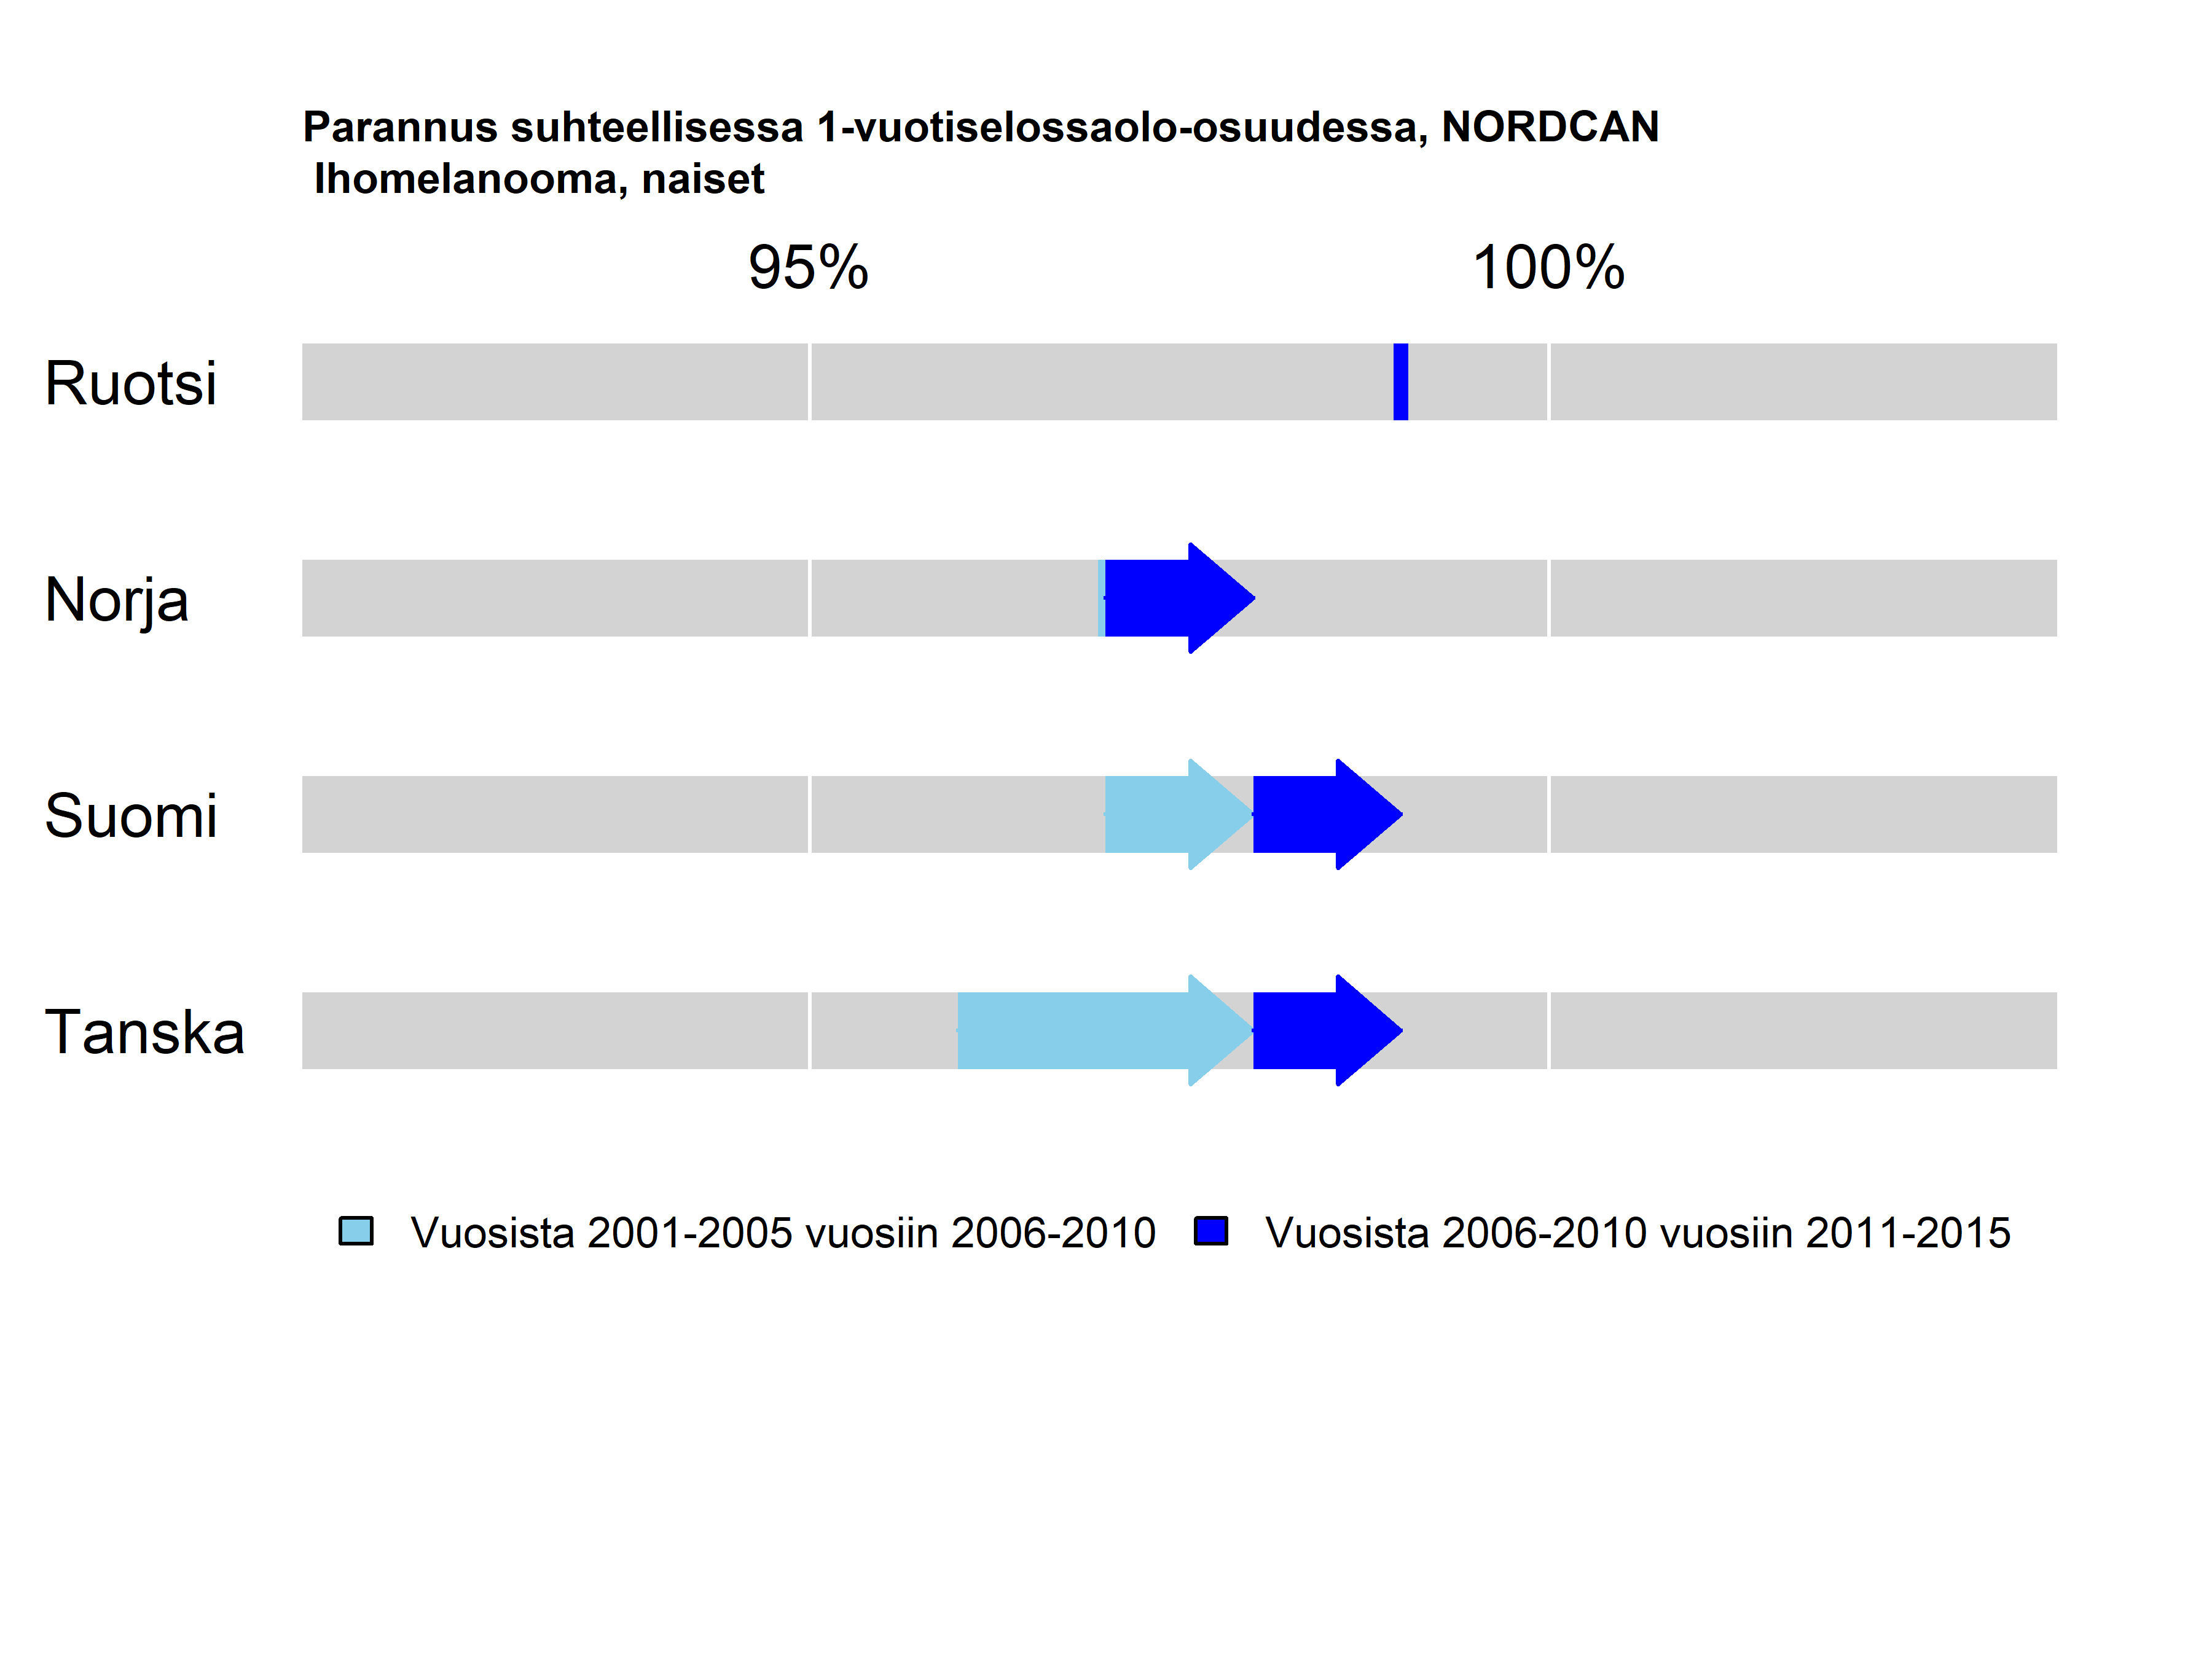 Parannus suhteellisessa 1-vuotiselossaolo-osuudessa, NORDCAN
Ihomelanooma, naiset
95% 100%
Ruotsi
Norja
Suomi
Tanska
Vuosista 2001-2005 vuosiin 2006-2010 Vuosista 2006-2010 vuosiin 2011-2015